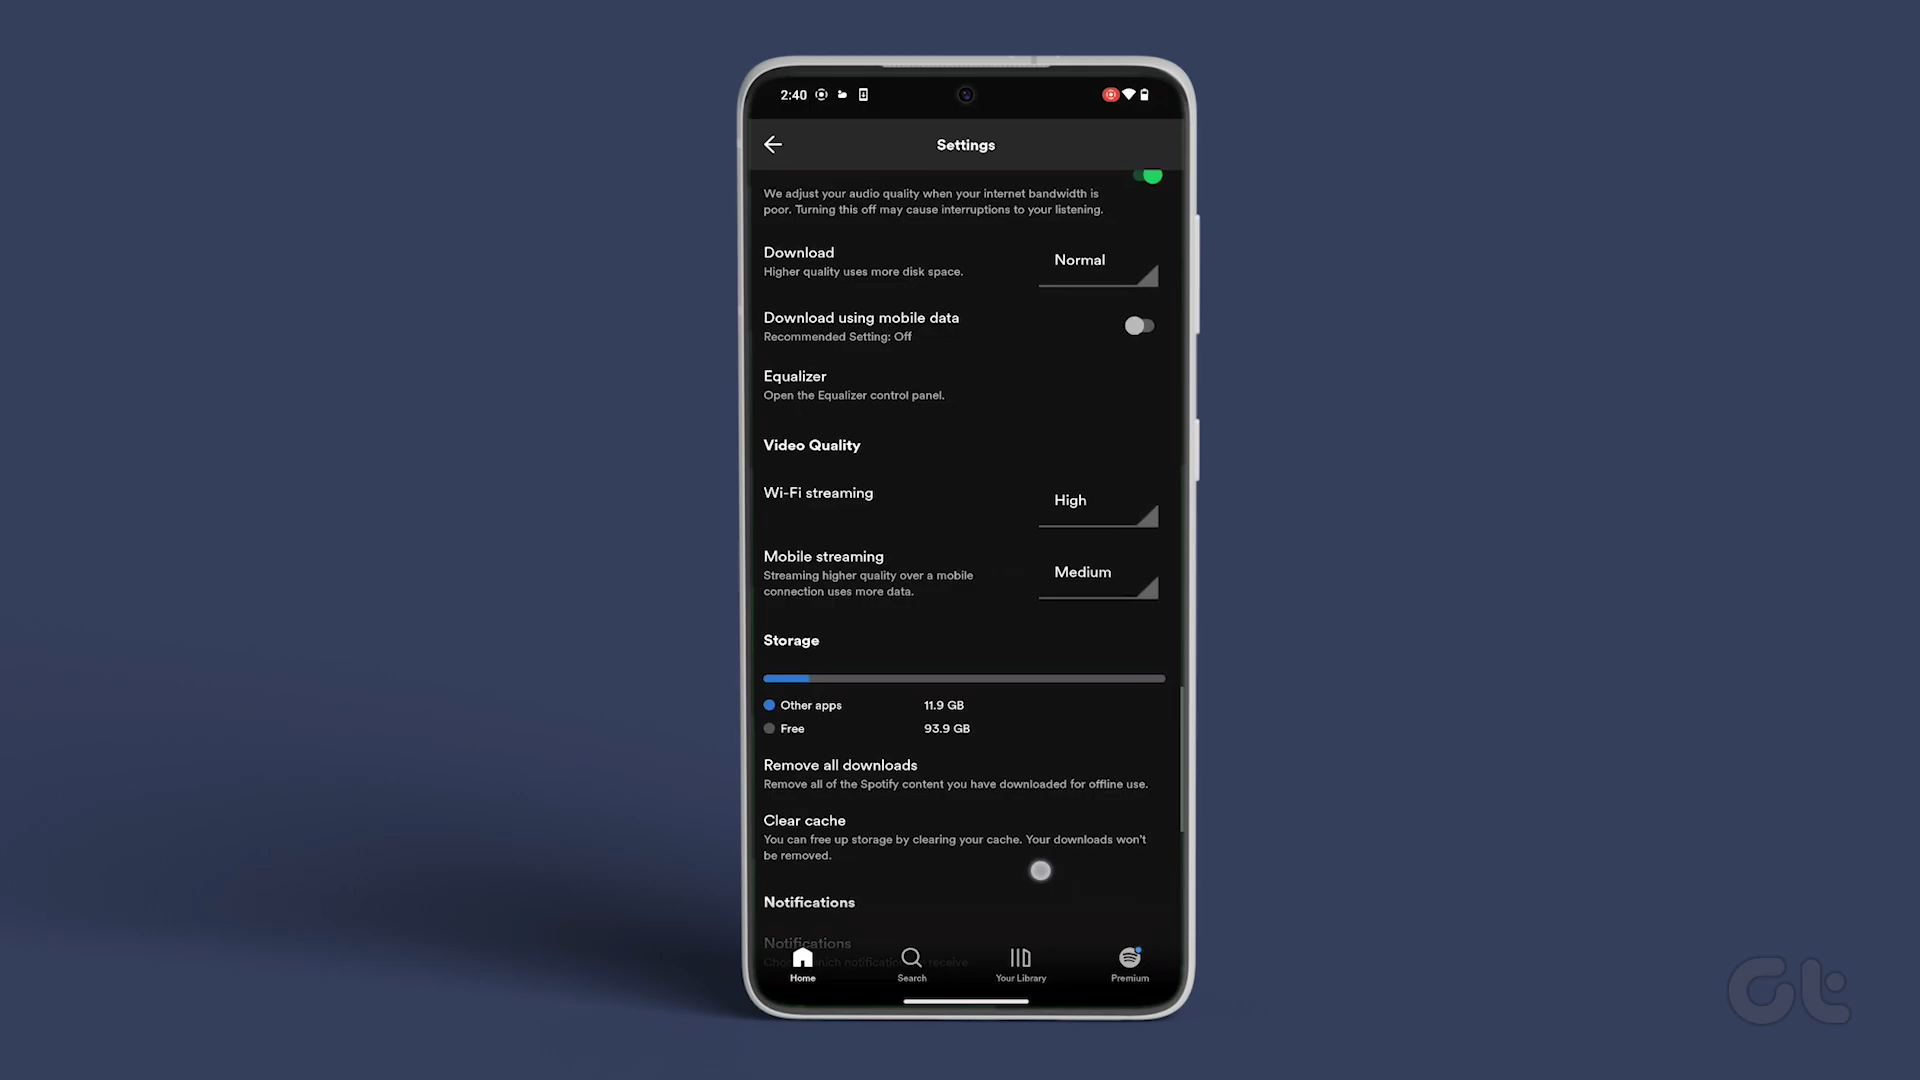 2:40
Settings
We adjust your audio quality when your internet bandwidth is
poor. Turning this off may cause interruptions to your listening.
Download
Higher quality uses more disk space.
Normal
Download using mobile data
Recommended Setting: Off
Equalizer
Open the Equalizer control panel.
Video Quality
Wi-Fi streaming
High
Mobile streaming
Streaming higher quality over a mobile
connection uses more data.
Medium
Storage
Other apps 11.9 GB
Free 93.9 GB
Remove all downloads
Remove all of the Spotify content you have downloaded for offline use.
Clear cache
You can free up storage by clearing your cache. Your downloads won't
be removed.
Notifications
Notifications
Home Search Your Library Premium
Gt